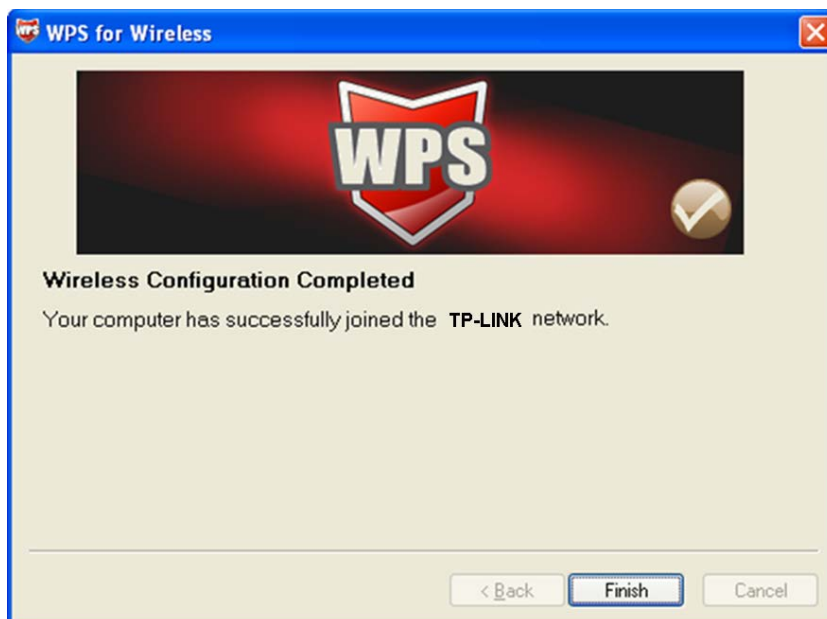 WPS for Wireless
WPS
Wireless Configuration Completed
Your computer has successfully joined the TP-LINK network.
< Back Finish Cancel